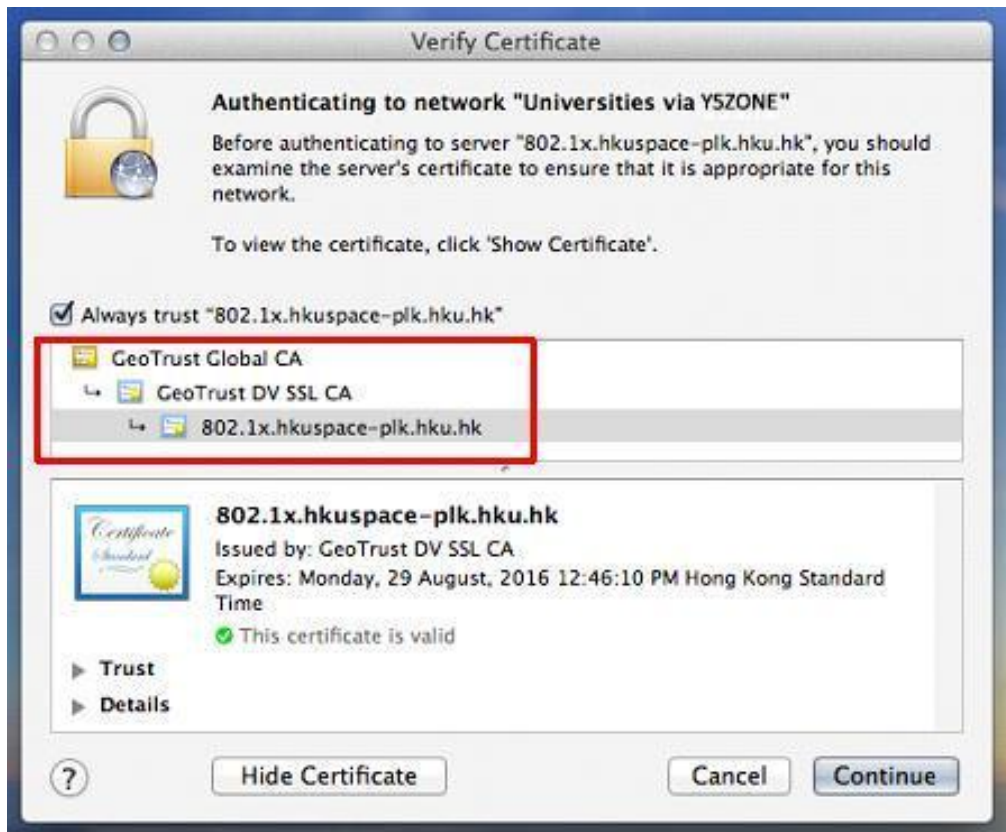 Verify Certificate
Authenticating to network "Universities via Y5ZONE"
Before authenticating to server "802.1x.hkuspace-plk.hku.hk", you should
examine the server's certificate to ensure that it is appropriate for this
network.
To view the certificate, click 'Show Certificate'.
Always trust "802.1x.hkuspace-plk.hku.hk"
GeoTrust Global CA
GeoTrust DV SSL CA
802.1x.hkuspace-plk.hku.hk
Certificate
Standard
802.1x.hkuspace-plk.hku.hk
Issued by: GeoTrust DV SSL CA
Expires: Monday, 29 August, 2016 12:46:10 PM Hong Kong Standard
Time
This certificate is valid
Trust
Details
? Hide Certificate Cancel Continue